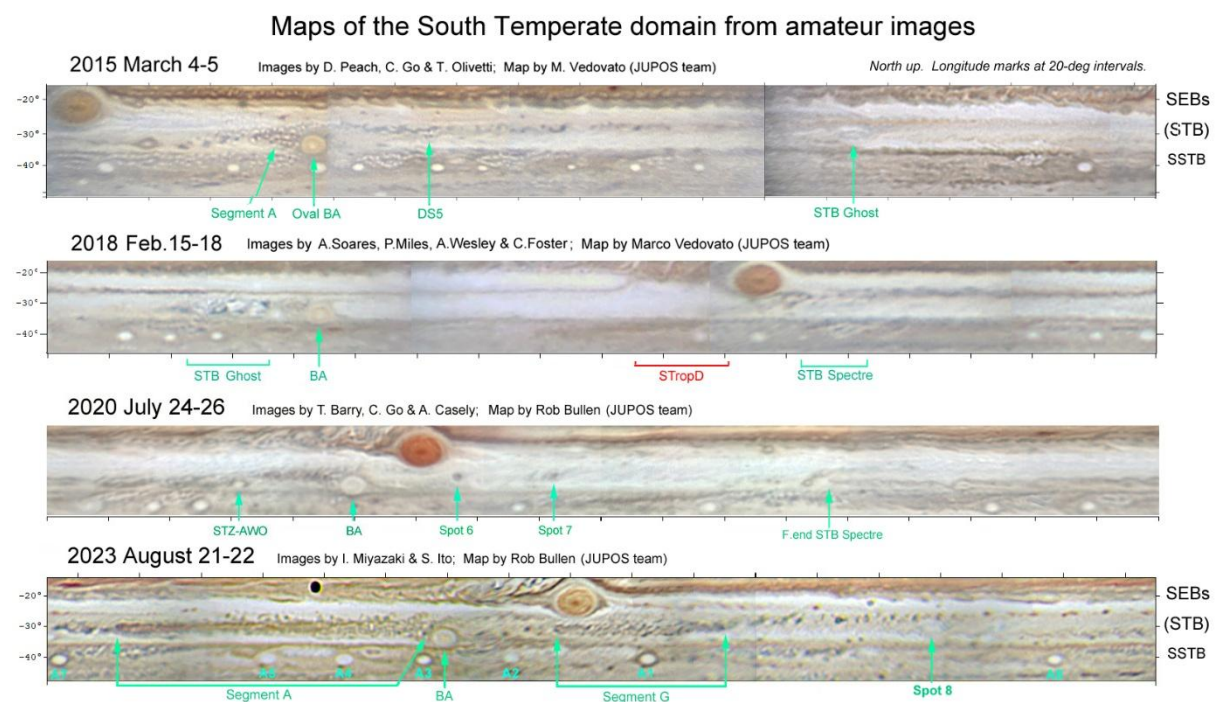 Maps of the South Temperate domain from amateur images
2015 March 4-5 Images by D. Peach, C. Go & T. Olivetti; Map by M. Vedovato (JUPOS team) North up. Longitude marks at 20-deg intervals.
-20° SEBs
-30° (STB)
-40° SSTB
Segment A Oval BA DS5 STB Ghost
2018 Feb.15-18 Images by A.Soares, P.Miles, A.Wesley & C.Foster; Map by Marco Vedovato (JUPOS team)
-20°
-30°
-40°
STB Ghost BA STropD STB Spectre
2020 July 24-26 Images by T. Barry, C. Go & A. Casely; Map by Rob Bullen (JUPOS team)
STZ-AWO BA Spot 6 Spot 7 F.end STB Spectre
2023 August 21-22 Images by I. Miyazaki & S. Ito; Map by Rob Bullen (JUPOS team)
-20° SEBs
-30° (STB)
-40° SSTB
A5 A4 A3 A2 A1
Segment A BA Segment G Spot 8